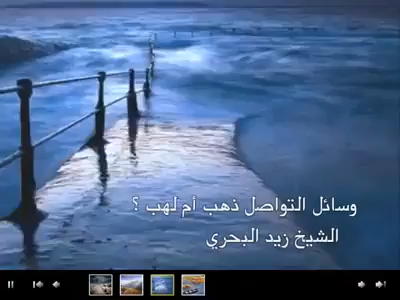 وسائل التواصل ذهب أم لهب ؟
الشيخ زيد البحري